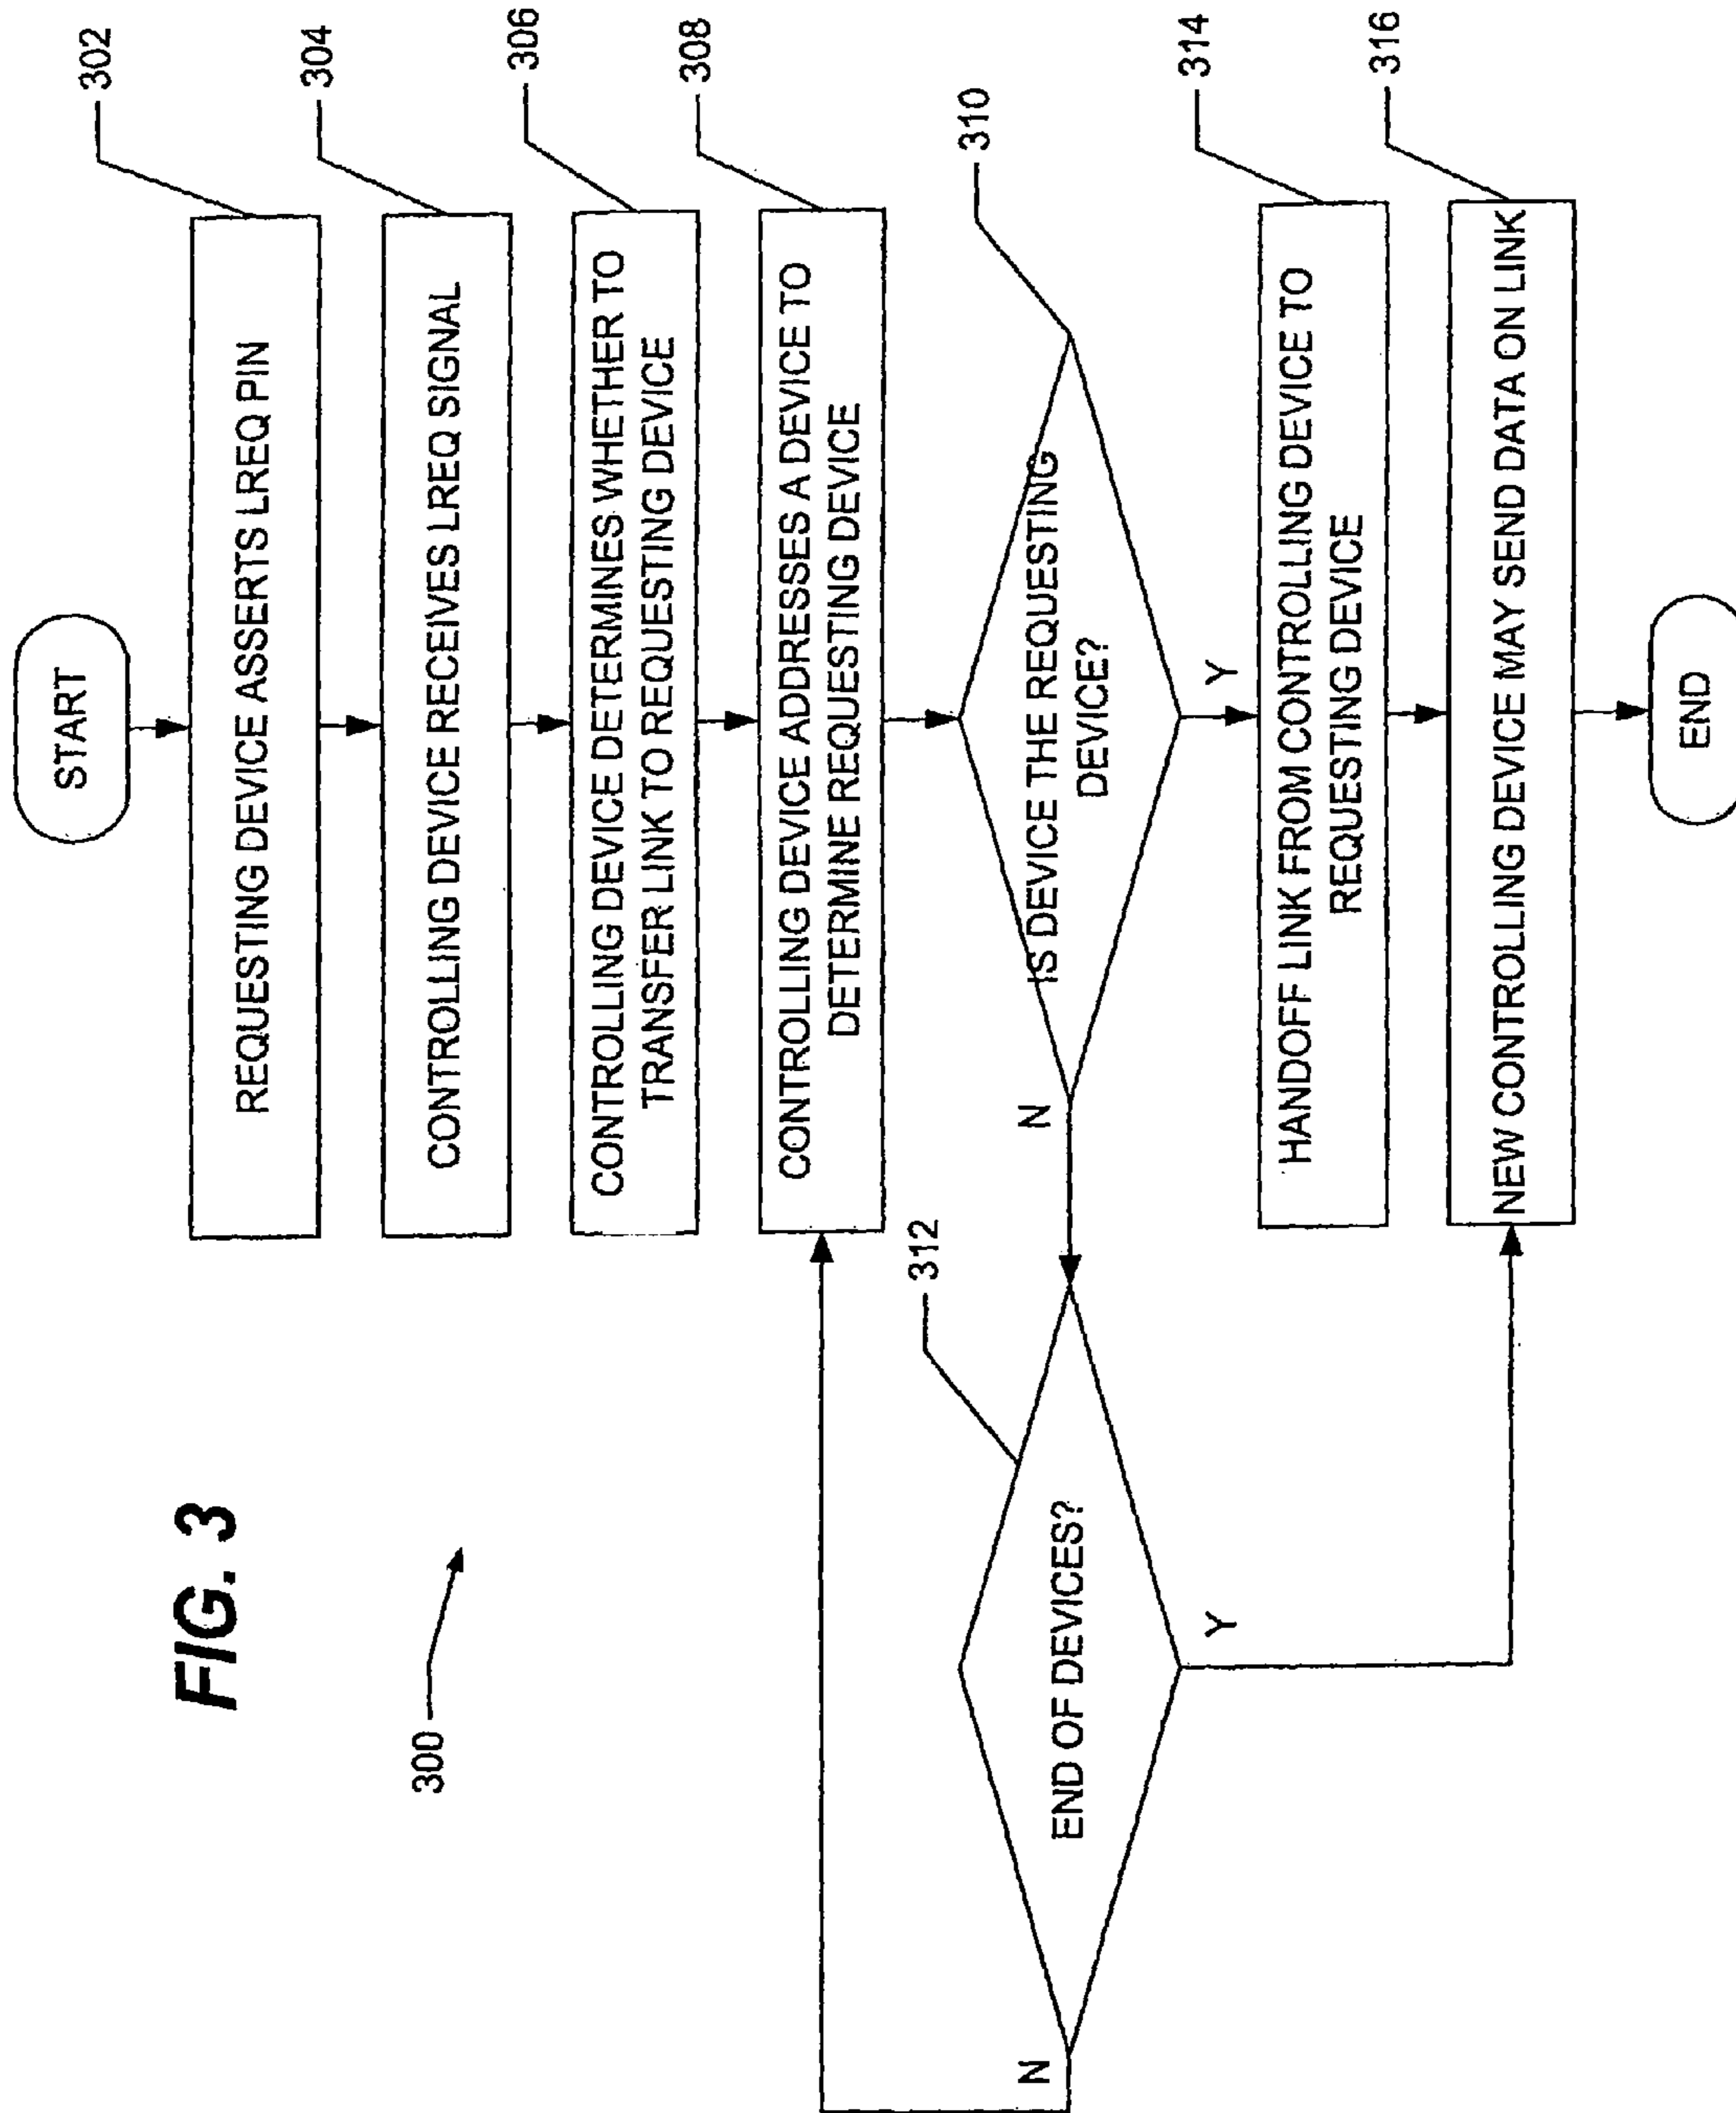 FIG. 3
300
START
302
REQUESTING DEVICE ASSERTS LREQ PIN
304
CONTROLLING DEVICE RECEIVES LREQ SIGNAL
306
CONTROLLING DEVICE DETERMINES WHETHER TO
TRANSFER LINK TO REQUESTING DEVICE
308
CONTROLLING DEVICE ADDRESSES A DEVICE TO
DETERMINE REQUESTING DEVICE
310
IS DEVICE THE REQUESTING
DEVICE?
N
Y
312
END OF DEVICES?
N
Y
314
HANDOFF LINK FROM CONTROLLING DEVICE TO
REQUESTING DEVICE
316
NEW CONTROLLING DEVICE MAY SEND DATA ON LINK
END